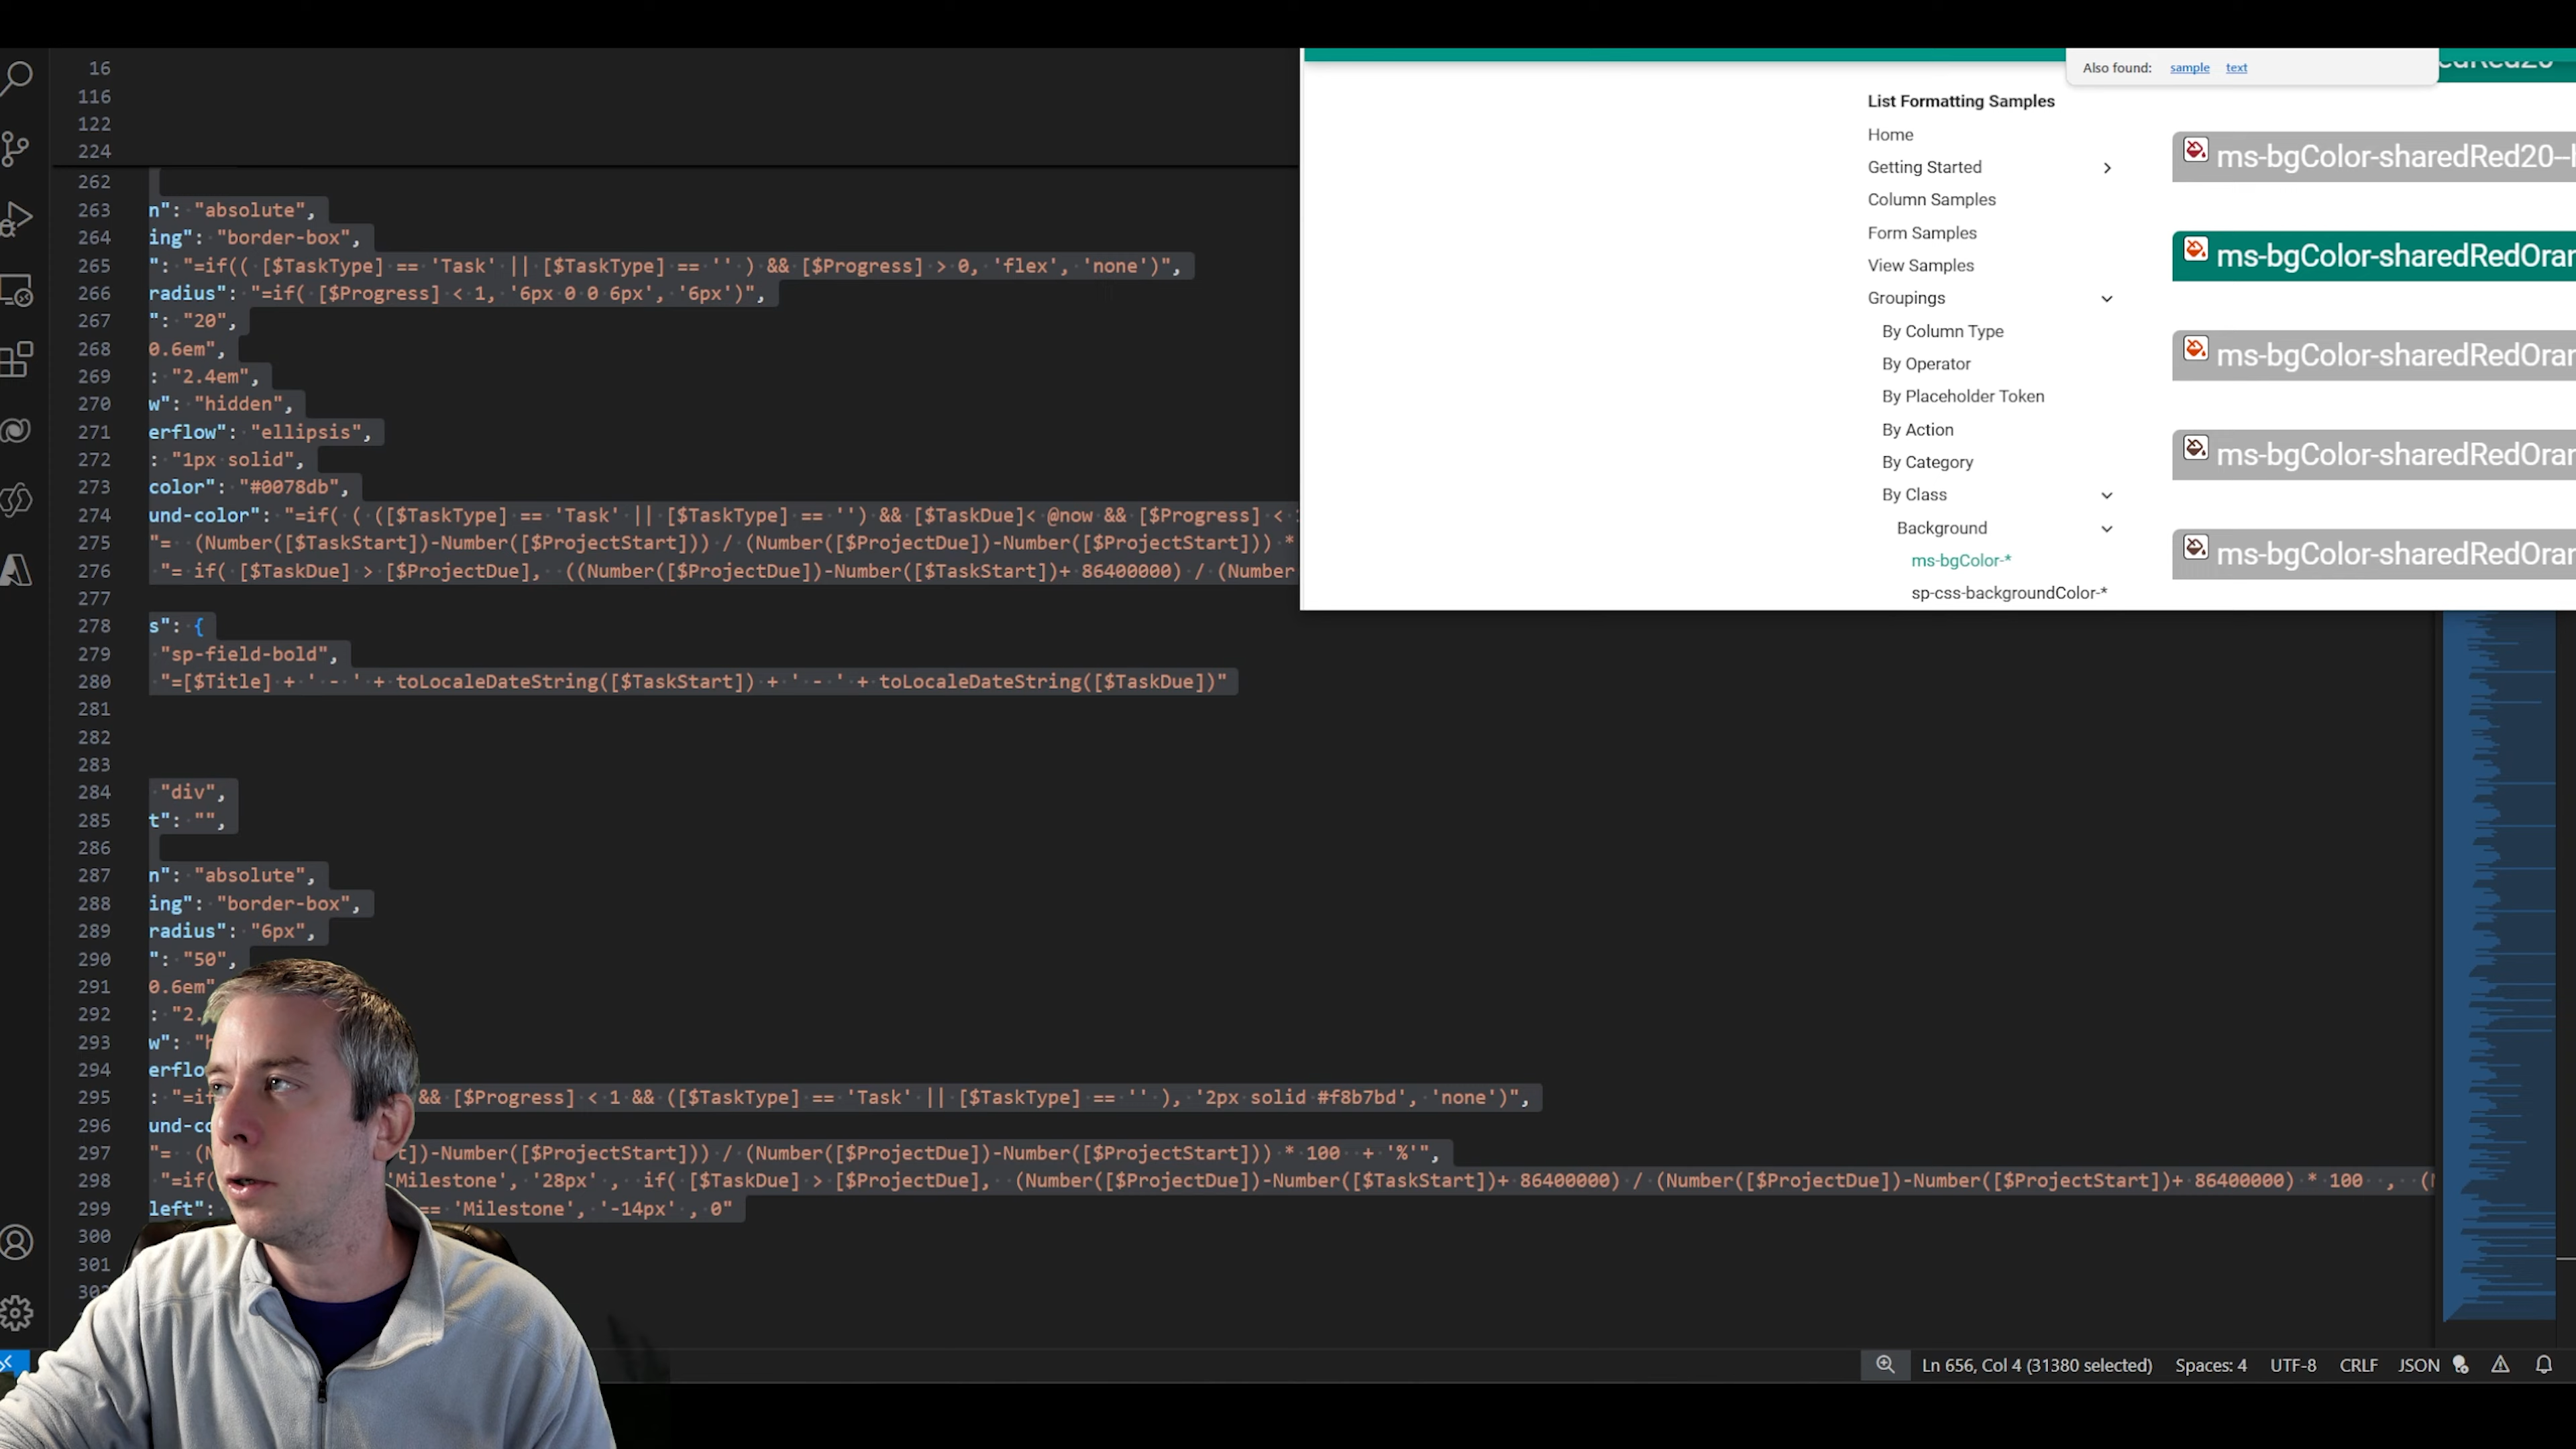 16
116
122
224
262
263 n": "absolute",
264 ing": "border-box",
265 ": "=if(( [$TaskType] == 'Task' || [$TaskType] == '' ) && [$Progress] > 0, 'flex', 'none')",
266 radius": "=if( [$Progress] < 1, '6px 0 0 6px', '6px')",
267 ": "20",
268 0.6em",
269 : "2.4em",
270 w": "hidden",
271 erflow": "ellipsis",
272 : "1px solid",
273 color": "#0078db",
274 und-color": "=if( ( ([$TaskType] == 'Task' || [$TaskType] == '') && [$TaskDue]< @now && [$Progress] <
275 "= (Number([$TaskStart])-Number([$ProjectStart])) / (Number([$ProjectDue])-Number([$ProjectStart])) *
276 "= if( [$TaskDue] > [$ProjectDue], ((Number([$ProjectDue])-Number([$TaskStart])+ 86400000) / (Number
277
278 s": {
279 "sp-field-bold",
280 "=[$Title] + ' - ' + toLocaleDateString([$TaskStart]) + ' - ' + toLocaleDateString([$TaskDue])"
281
282
283
284 "div",
285 t": "",
286
287 n": "absolute",
288 ing": "border-box",
289 radius": "6px",
290 ": "50",
291 0.6em"
292 : "2.
293 w": "h
294 erflo
295 : "=if && [$Progress] < 1 && ([$TaskType] == 'Task' || [$TaskType] == '' ), '2px solid #f8b7bd', 'none')",
296 und-co
297 "= (N t])-Number([$ProjectStart])) / (Number([$ProjectDue])-Number([$ProjectStart])) * 100 + '%'",
298 "=if( 'Milestone', '28px' , if( [$TaskDue] > [$ProjectDue], (Number([$ProjectDue])-Number([$TaskStart])+ 86400000) / (Number([$ProjectDue])-Number([$ProjectStart])+ 86400000) * 100 ,
299 left": == 'Milestone', '-14px' , 0"
300
301
Also found: sample text
List Formatting Samples
Home
Getting Started
Column Samples
Form Samples
View Samples
Groupings
By Column Type
By Operator
By Placeholder Token
By Action
By Category
By Class
Background
ms-bgColor-*
sp-css-backgroundColor-*
ms-bgColor-sharedRed20--
ms-bgColor-sharedRedOran
ms-bgColor-sharedRedOran
ms-bgColor-sharedRedOran
ms-bgColor-sharedRedOran
Ln 656, Col 4 (31380 selected) Spaces: 4 UTF-8 CRLF JSON